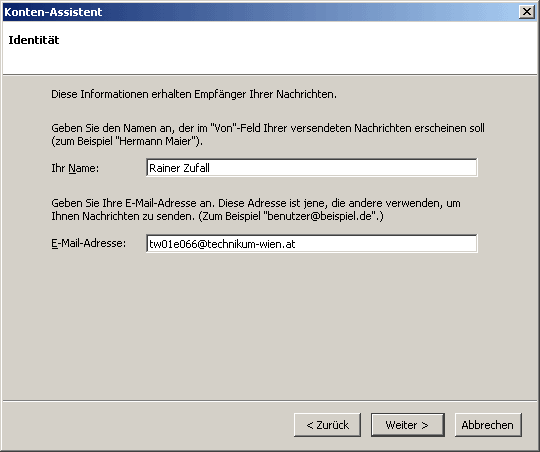 Konten-Assistent
Identität
Diese Informationen erhalten Empfänger Ihrer Nachrichten.
Geben Sie den Namen an, der im "Von"-Feld Ihrer versendeten Nachrichten erscheinen soll
(zum Beispiel "Hermann Maier").
Ihr Name: Rainer Zufall
Geben Sie Ihre E-Mail-Adresse an. Diese Adresse ist jene, die andere verwenden, um
Ihnen Nachrichten zu senden. (Zum Beispiel "benutzer@beispiel.de".)
E-Mail-Adresse: tw01e066@technikum-wien.at
< Zurück Weiter > Abbrechen